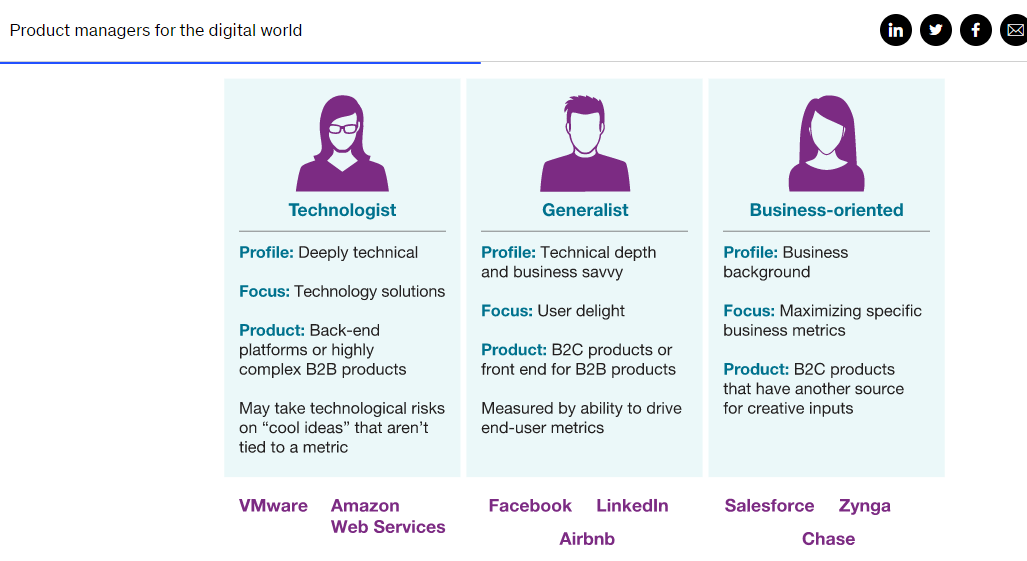 Product managers for the digital world
in
f
Technologist
Profile: Deeply technical
Focus: Technology solutions
Product: Back-end
platforms or highly
complex B2B products
May take technological risks
on “cool ideas” that aren’t
tied to a metric
VMware
Amazon
Web Services
Generalist
Profile: Technical depth
and business savvy
Focus: User delight
Product: B2C products or
front end for B2B products
Measured by ability to drive
end-user metrics
Facebook LinkedIn
Airbnb
Business-oriented
Profile: Business
background
Focus: Maximizing specific
business metrics
Product: B2C products
that have another source
for creative inputs
Salesforce Zynga
Chase